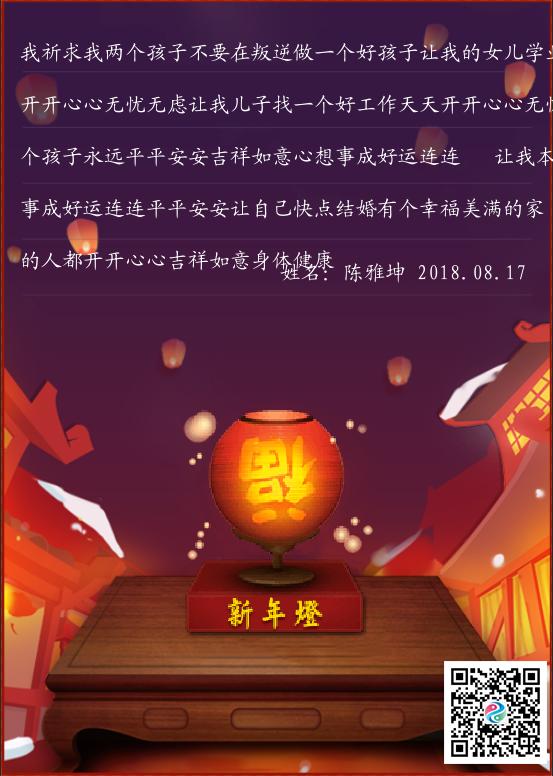 我祈求我两个孩子不要在叛逆做一个好孩子让我的女儿学业
开开心心无忧无虑让我儿子找一个好工作天天开开心心无忧
个孩子永远平平安安吉祥如意心想事成好运连连 让我本
事成好运连连平平安安让自己快点结婚有个幸福美满的家
的人都开开心心吉祥如意身体健康
姓名：陈雅坤 2018.08.17
福
新年燈